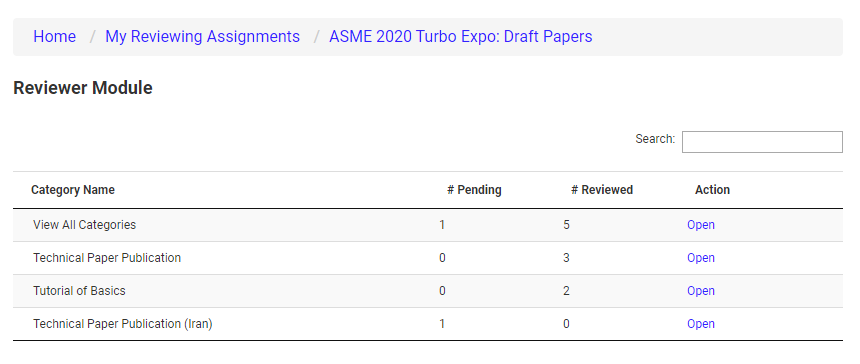 Home / My Reviewing Assignments / ASME 2020 Turbo Expo: Draft Papers
Reviewer Module
Search:
Category Name # Pending # Reviewed Action
View All Categories 1 5 Open
Technical Paper Publication 0 3 Open
Tutorial of Basics 0 2 Open
Technical Paper Publication (Iran) 1 0 Open